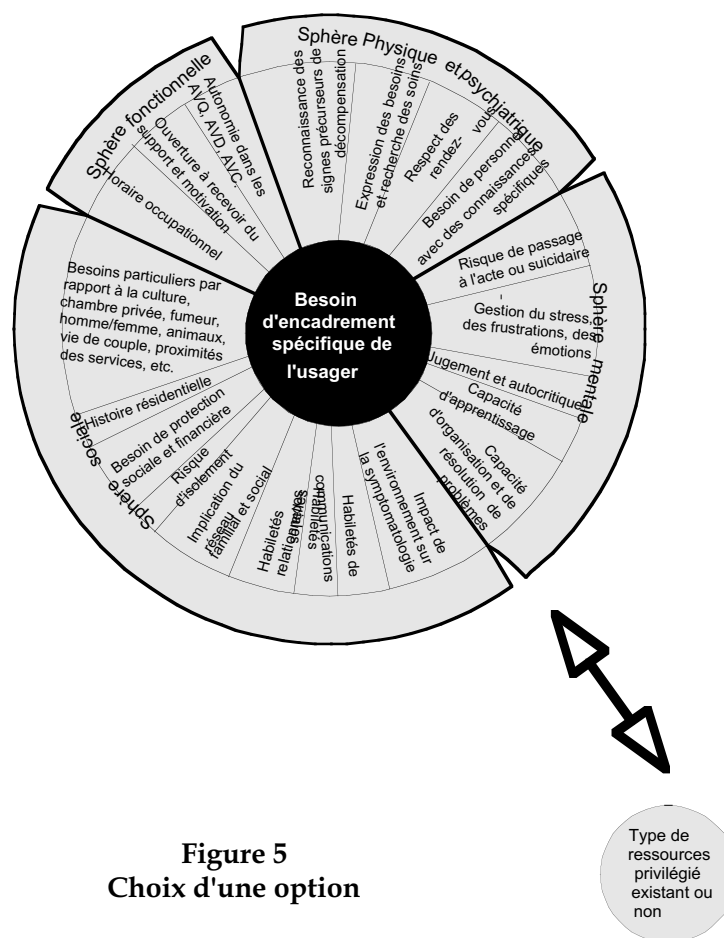 Sphère Physique et psychiatrique
Reconnaissance des
signes précurseurs de
décompensation
Expression des besoins
et recherche des soins
Respect des
rendez-
vous
Besoin de personnel
avec des connaissances
spécifiques
Sphère mentale
Risque de passage
à l'acte ou suicidaire
Gestion du stress,
des frustrations, des
émotions
Jugement et autocritique
Capacité
d'apprentissage
Capacité
d'organisation et de
résolution de
problèmes
Sphère sociale
Impact de
l'environnement sur
la symptomatologie
Habiletés de
communications
Habiletés
sociales
Habiletés
relationnelles
Implication du
réseau
familial et social
Risque
d'isolement
Besoin de protection
sociale et financière
Histoire résidentielle
Besoins particuliers par
rapport à la culture,
chambre privée, fumeur,
homme/femme, animaux,
vie de couple, proximités
des services, etc.
Sphère fonctionnelle
Horaire occupationnel
Ouverture à recevoir du
support et motivation
Autonomie dans les
AVQ, AVD, AVC.
Besoin
d'encadrement
spécifique de
l'usager
Type de
ressources
privilégié
existant ou
non
Figure 5
Choix d'une option